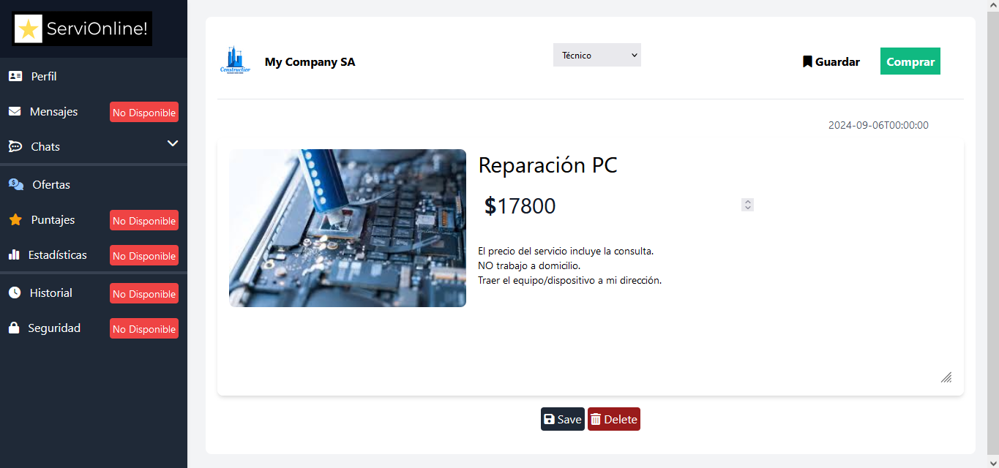 ServiOnline!
Perfil
Mensajes No Disponible
Chats
Ofertas
Puntajes No Disponible
Estadísticas No Disponible
Historial No Disponible
Seguridad No Disponible
Construction
My Company SA
Técnico
Guardar
Comprar
2024-09-06T00:00:00
Reparación PC
$17800
El precio del servicio incluye la consulta.
NO trabajo a domicilio.
Traer el equipo/dispositivo a mi dirección.
Save Delete